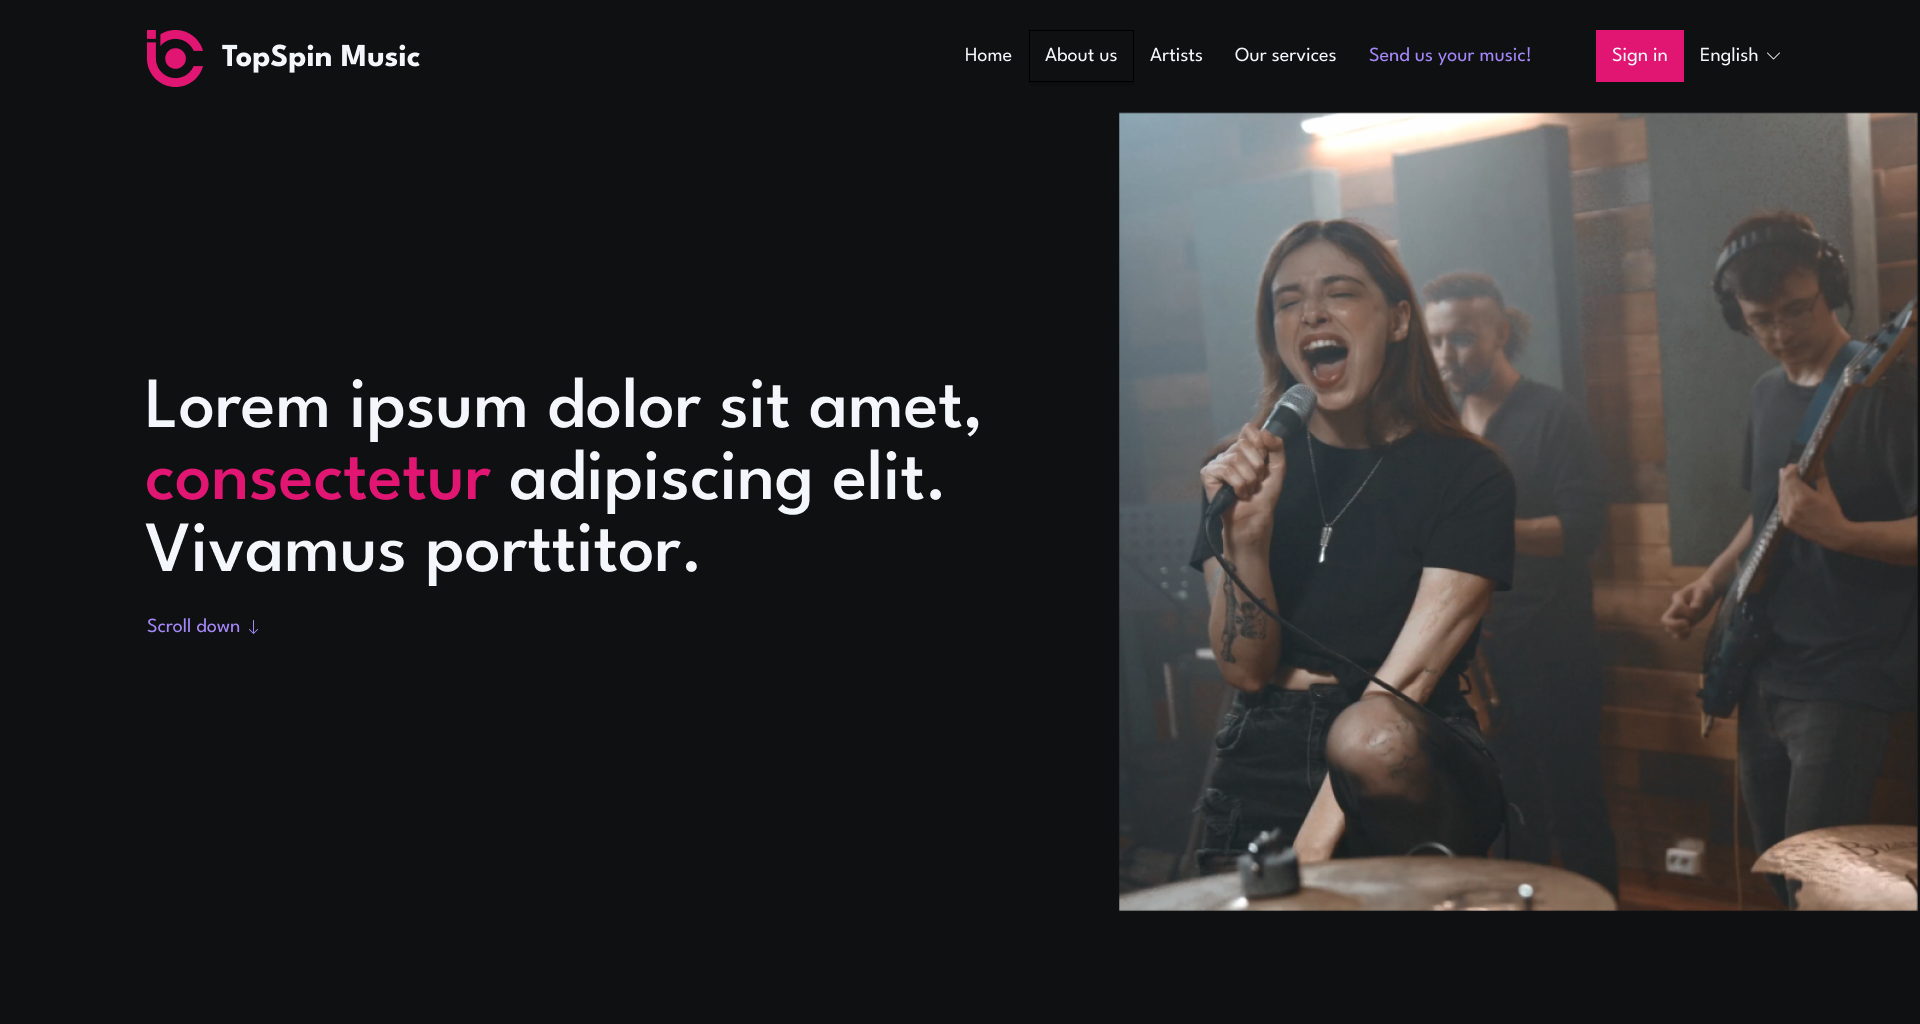 TopSpin Music
Home About us Artists Our services Send us your music! Sign in English
Lorem ipsum dolor sit amet,
consectetur adipiscing elit.
Vivamus porttitor.
Scroll down ↓